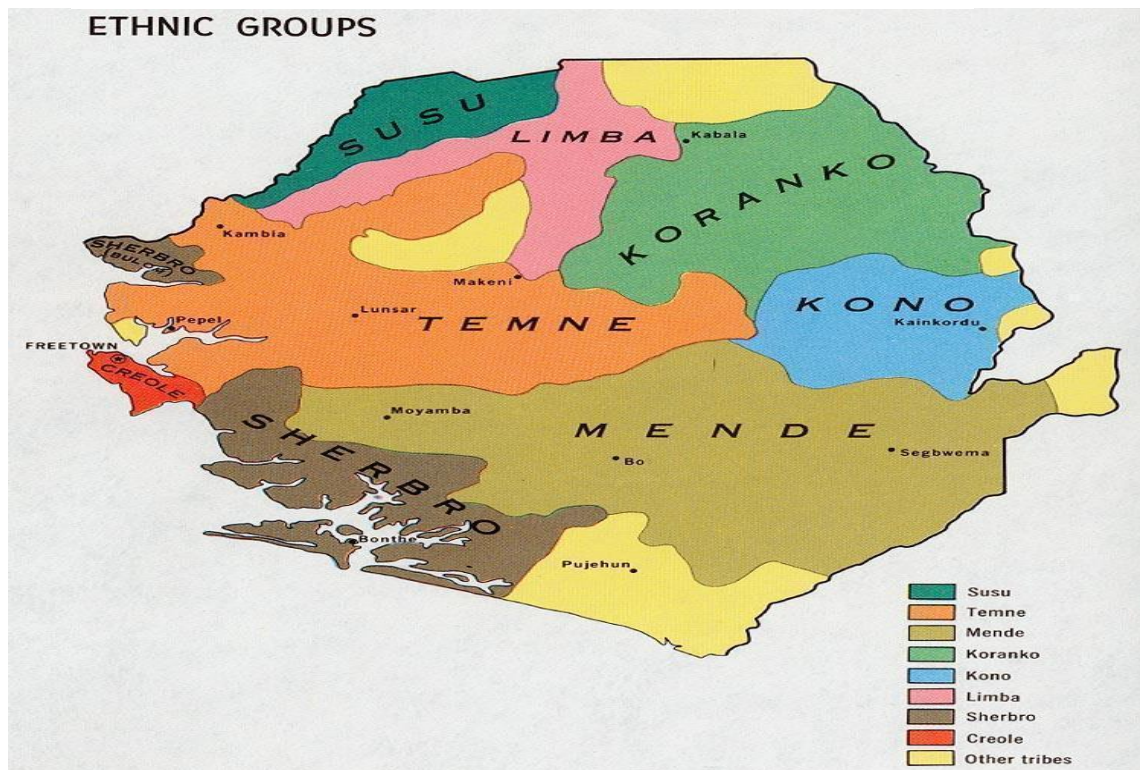 ETHNIC GROUPS
SUSU
LIMBA
Kabala
KORANKO
Kambia
SHERBRO
(BULOM)
Makeni
KONO
Lunsar
TEMNE
Kainkordu
Pepel
FREETOWN
CREOLE
Moyamba
MENDE
SHERBRO
Bo
Segbwema
Bonthe
Pujehun
Susu
Temne
Mende
Koranko
Kono
Limba
Sherbro
Creole
Other tribes